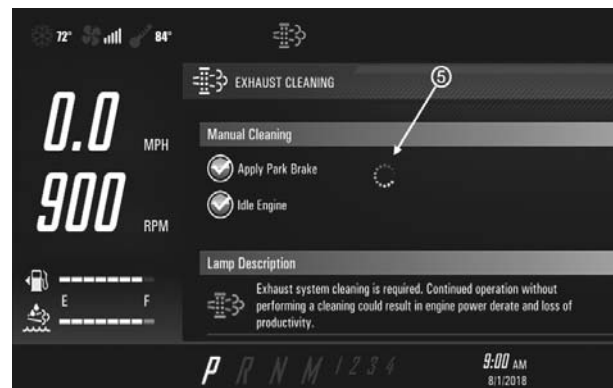 72° 84°
EXHAUST CLEANING
5
0.0 MPH
Manual Cleaning
Apply Park Brake
900 RPM
Idle Engine
Lamp Description
E F
Exhaust system cleaning is required. Continued operation without
performing a cleaning could result in engine power derate and loss of
productivity.
P R N M 1 2 3 4
9:00 AM
8/1/2018